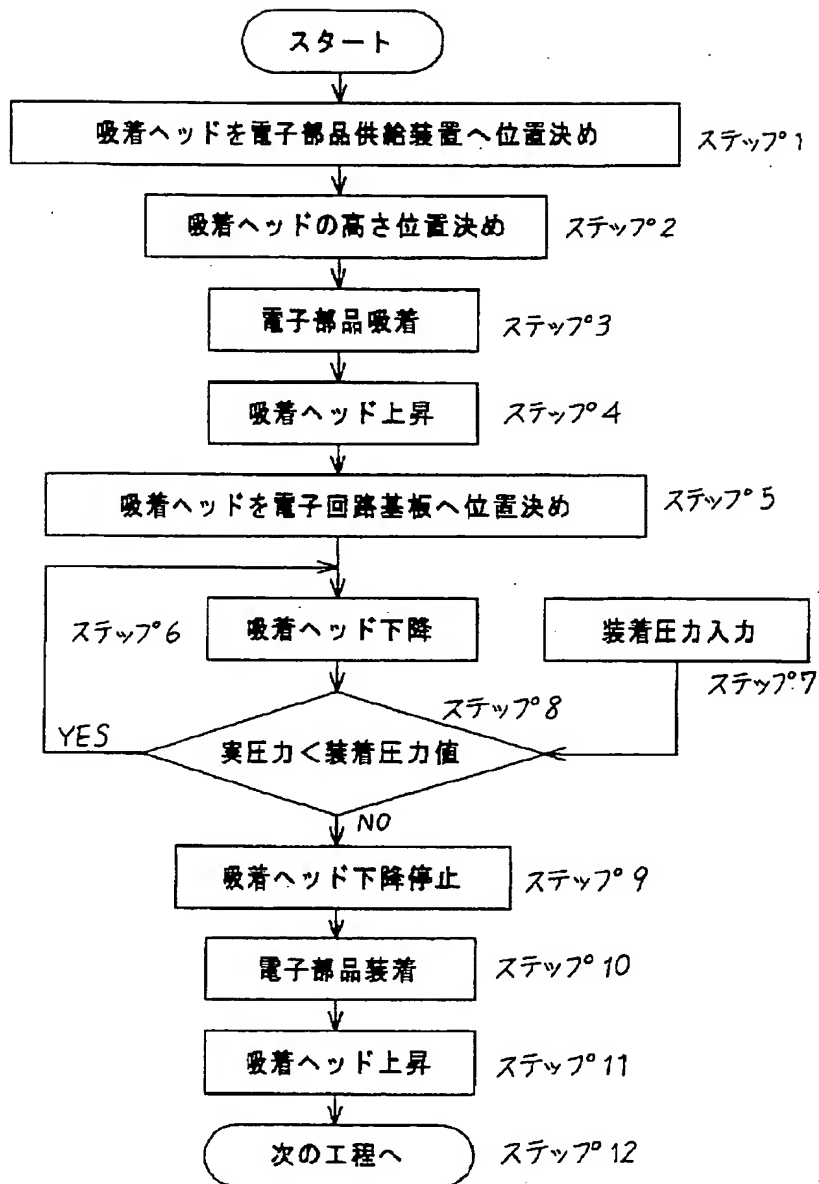 スタート
吸着ヘッドを電子部品供給装置へ位置決め ステップ1
吸着ヘッドの高さ位置決め ステップ2
電子部品吸着 ステップ3
吸着ヘッド上昇 ステップ4
吸着ヘッドを電子回路基板へ位置決め ステップ5
ステップ6 吸着ヘッド下降 装着圧力入力
ステップ7
ステップ8
YES 実圧力<装着圧力値
NO
吸着ヘッド下降停止 ステップ9
電子部品装着 ステップ10
吸着ヘッド上昇 ステップ11
次の工程へ ステップ12